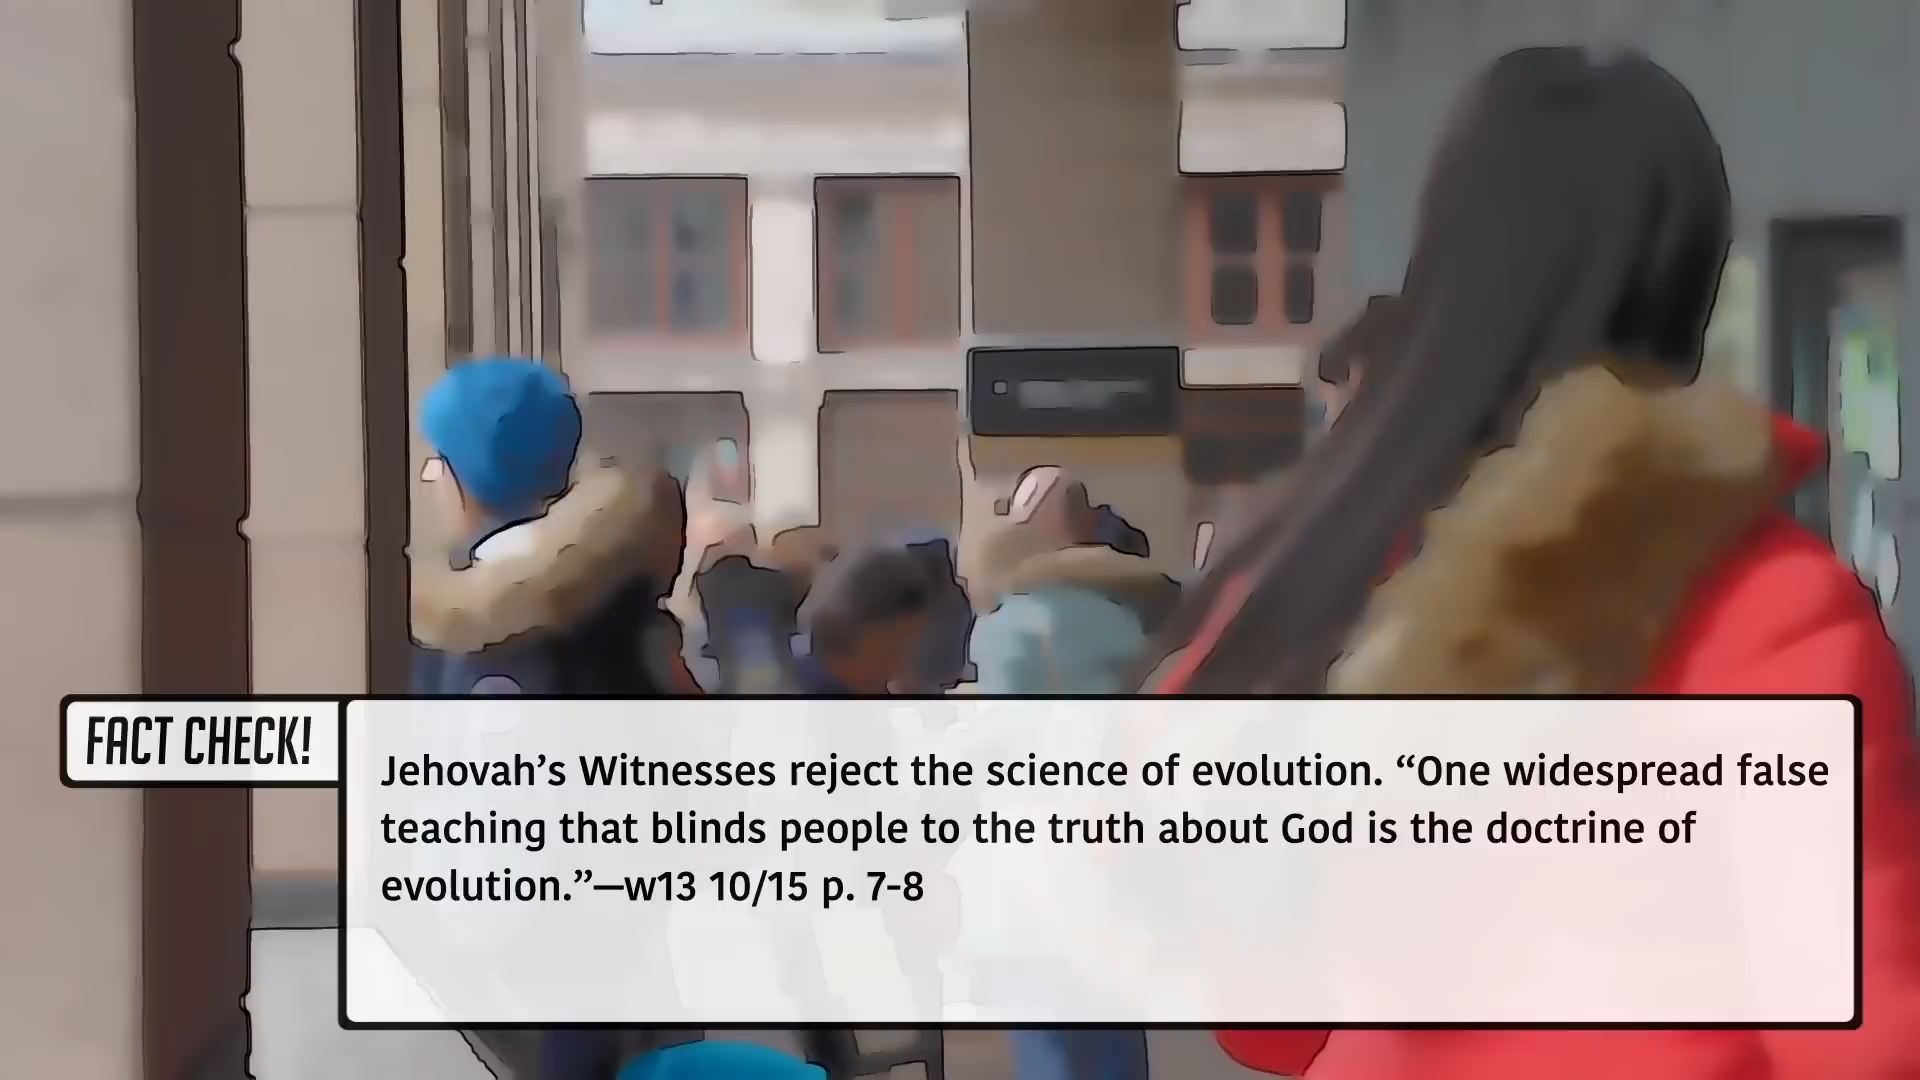 FACT CHECK!
Jehovah’s Witnesses reject the science of evolution. “One widespread false
teaching that blinds people to the truth about God is the doctrine of
evolution.”—w13 10/15 p. 7-8